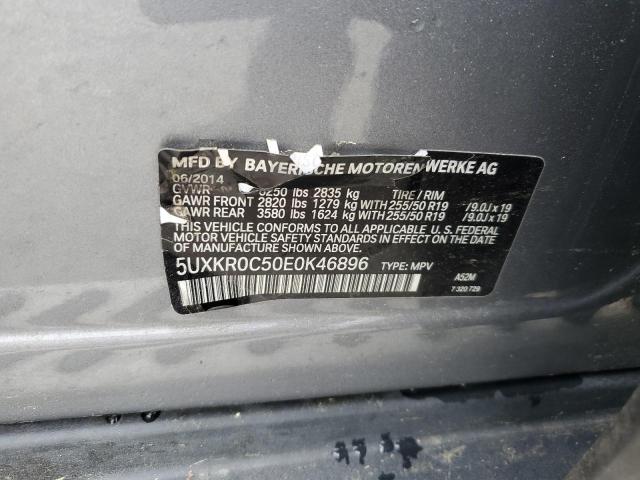 MFD BY BAYERISCHE MOTOREN WERKE AG
06/2014
GVWR 6250 lbs 2835 kg TIRE / RIM
GAWR FRONT 2820 lbs 1279 kg WITH 255/50 R19 /9.0J x 19
GAWR REAR 3580 lbs 1624 kg WITH 255/50 R19 /9.0J x 19
THIS VEHICLE CONFORMS TO ALL APPLICABLE U. S. FEDERAL
MOTOR VEHICLE SAFETY STANDARDS IN EFFECT ON THE
DATE OF MANUFACTURE SHOWN ABOVE.
5UXKR0C50E0K46896 TYPE: MPV
A52M
7 320 729